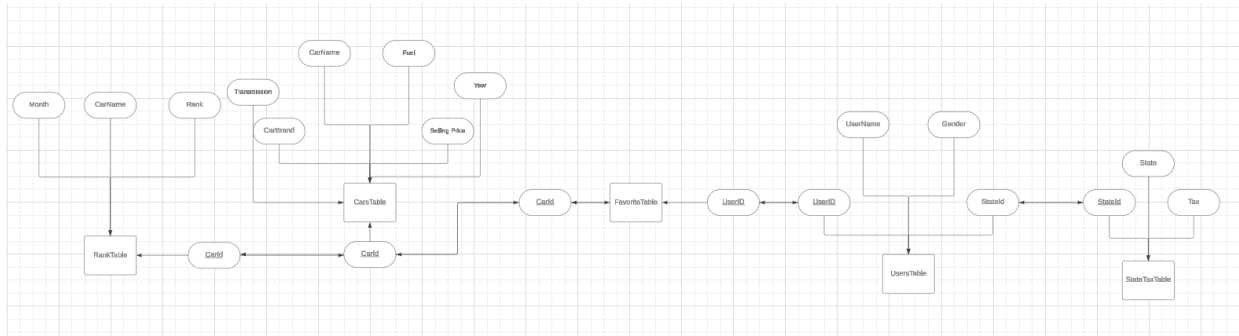 CarName
Fuel
Transmission
Year
Month
CarName
Rank
CarBrand
Selling Price
UserName
Gender
State
CarsTable
CarId
FavoriteTable
UserID
UserID
StateId
StateId
Tax
RankTable
CarId
CarId
UsersTable
StateTaxTable